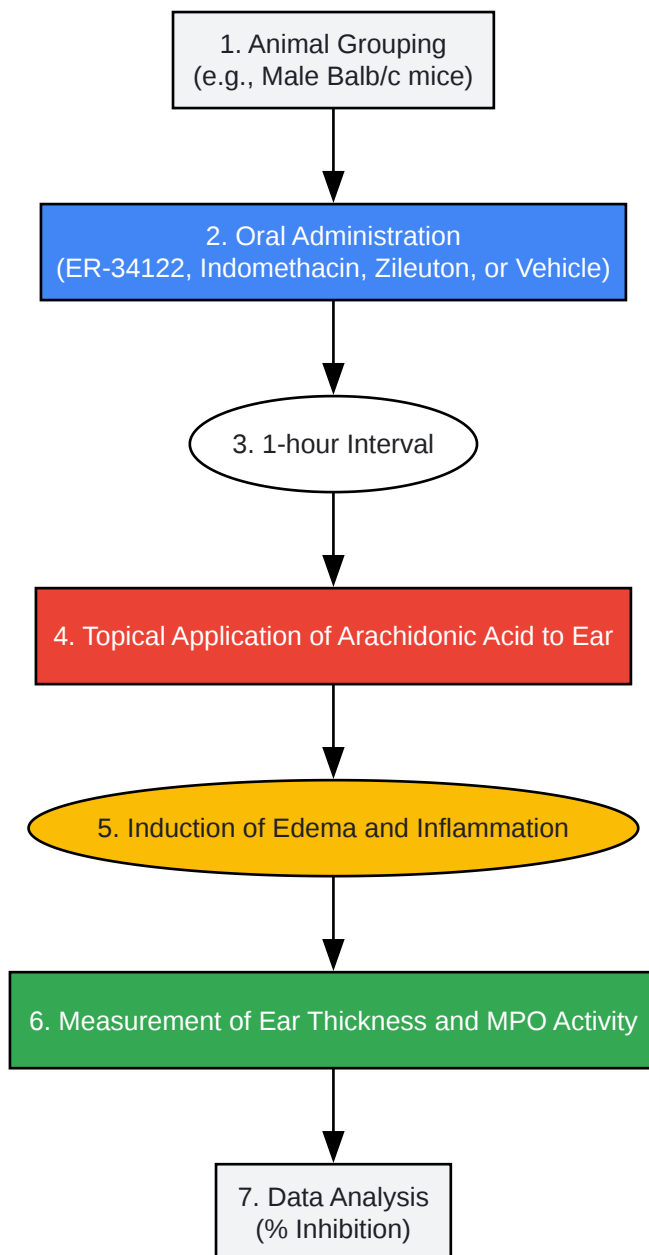 1. Animal Grouping
(e.g., Male Balb/c mice)
2. Oral Administration
(ER-34122, Indomethacin, Zileuton, or Vehicle)
3. 1-hour Interval
4. Topical Application of Arachidonic Acid to Ear
5. Induction of Edema and Inflammation
6. Measurement of Ear Thickness and MPO Activity
7. Data Analysis
(% Inhibition)